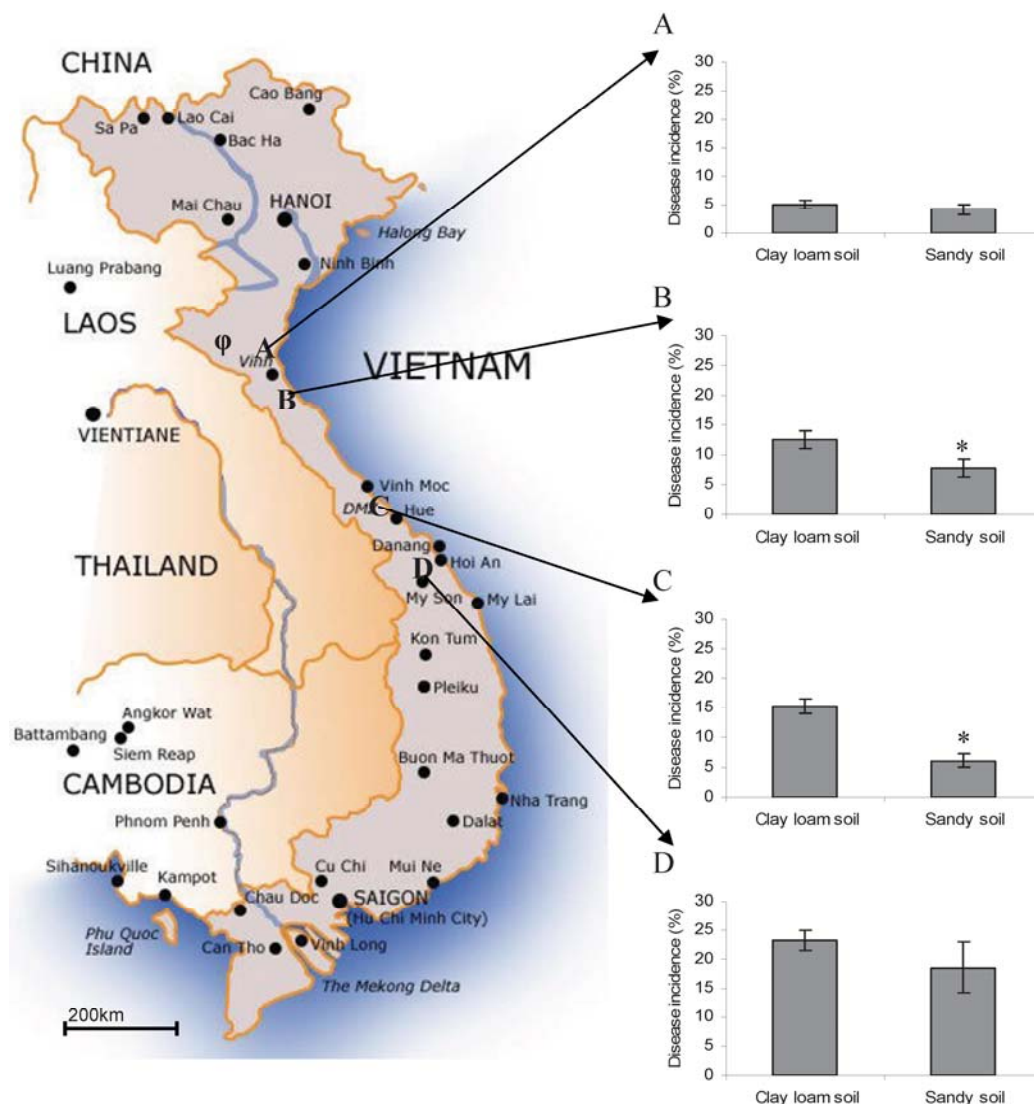 CHINA
Cao Bang
Sa Pa
Lao Cai
Bac Ha
Mai Chau
HANOI
Halong Bay
Ninh Binh
Luang Prabang
LAOS
φ
A
Vinh
VIETNAM
B
VIENTIANE
Vinh Moc
DMZ
C
Hue
Danang
Hoi An
THAILAND
D
My Son
My Lai
Kon Tum
Pleiku
Angkor Wat
Battambang
Siem Reap
Buon Ma Thuot
CAMBODIA
Nha Trang
Phnom Penh
Dalat
Sihanoukville
Kampot
Cu Chi
Mui Ne
Chau Doc
SAIGON
(Hu Chi Minh City)
Phu Quoc
Island
Can Tho
Vinh Long
The Mekong Delta
200km
A
Disease incidence (%)
30
25
20
15
10
5
0
Clay loam soil Sandy soil
B
Disease incidence (%)
30
25
20
15
10
5
0
*
Clay loam soil Sandy soil
C
Disease incidence (%)
30
25
20
15
10
5
0
*
Clay loam soil Sandy soil
D
Disease incidence (%)
30
25
20
15
10
5
0
Clay loam soil Sandy soil